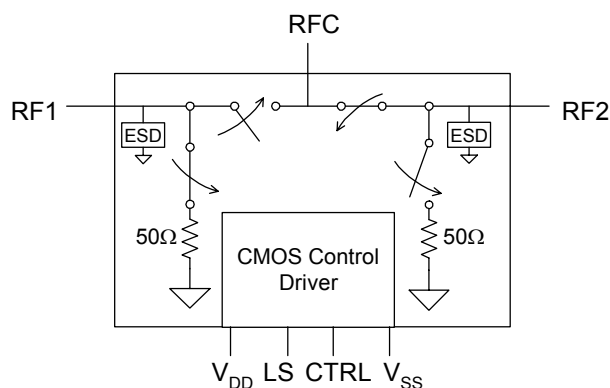 RFC
RF1
RF2
ESD
ESD
50Ω
50Ω
CMOS Control
Driver
VDD LS CTRL VSS